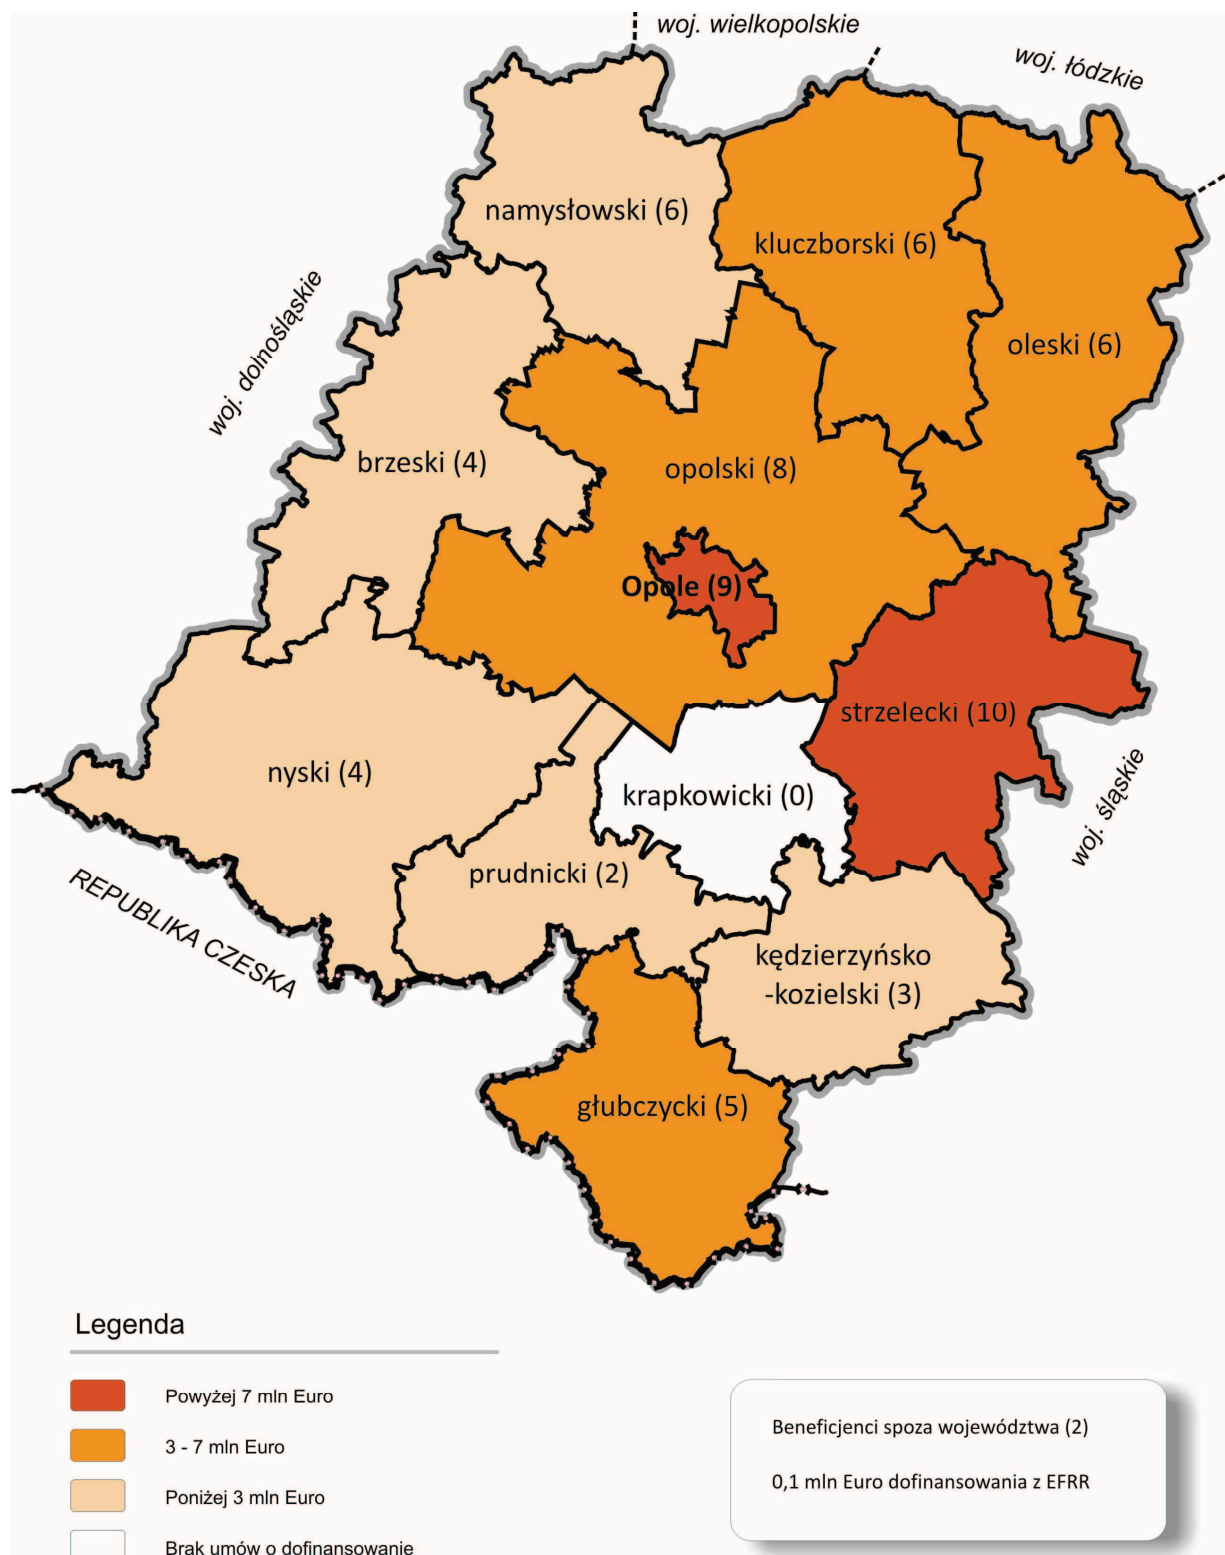 woj. wielkopolskie
woj. łódzkie
namysłowski (6)
kluczborski (6)
woj. dolnośląskie
oleski (6)
brzeski (4)
opolski (8)
Opole (9)
strzelecki (10)
nyski (4)
krapkowicki (0)
woj. śląskie
prudnicki (2)
REPUBLIKA CZESKA
kędzierzyńsko
-kozielski (3)
głubczycki (5)
Legenda
Powyżej 7 mln Euro
3 - 7 mln Euro
Poniżej 3 mln Euro
Brak umów o dofinansowanie
Beneficjenci spoza województwa (2)
0,1 mln Euro dofinansowania z EFRR